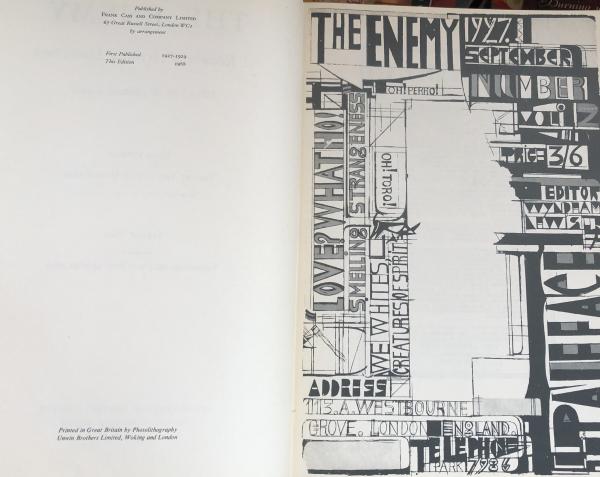 Published by
FRANK CASS AND COMPANY LIMITED
67 Great Russell Street, London WC1
by arrangement
First Published 1927-1929
This Edition 1968
Printed in Great Britain by Photolithography
Unwin Brothers Limited, Woking and London
THE ENEMY
1927.
SEPTEMBER
NUMBER
2
OH! PERRO!
VOL: 1
PRICE 3/6
EDITOR
WYNDHAM
LEWIS
"LOVE? WHAT HO!
SMELLING STRANGENESS"
OH! TORO!
WE WHITES,
CREATURES OF SPIRIT
PALEFACE
ADDRESS
113.A.WESTBOURNE
GROVE. LONDON ENGLAND.
TELEPHONE
PARK 7986